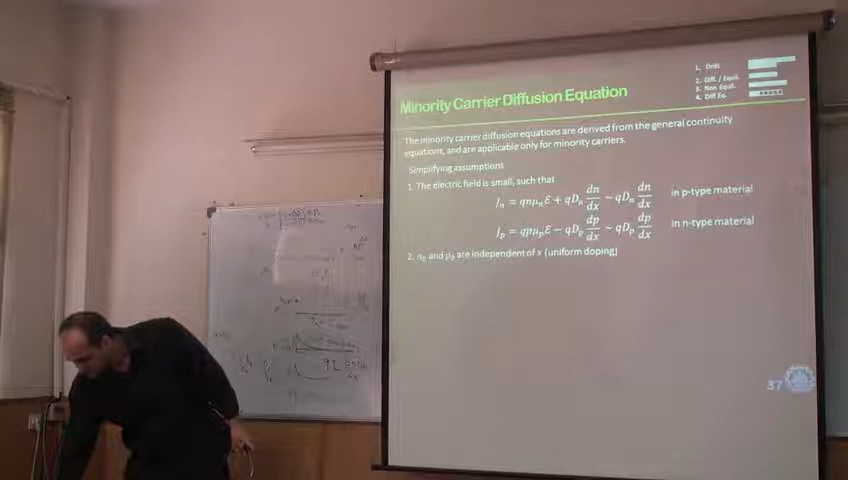 Minority Carrier Diffusion Equation
1. Drift
2. Diff. / Equil.
3. Non Equil.
4. Diff Eq.
The minority carrier diffusion equations are derived from the general continuity
equations, and are applicable only for minority carriers.
Simplifying assumptions
1. The electric field is small, such that
Jₙ = qnμₙℰ + qDₙ dn/dx ~ qDₙ dn/dx in p-type material
Jₚ = qpμₚℰ − qDₚ dp/dx ~ qDₚ dp/dx in n-type material
2. n₀ and p₀ are independent of x (uniform doping)
37